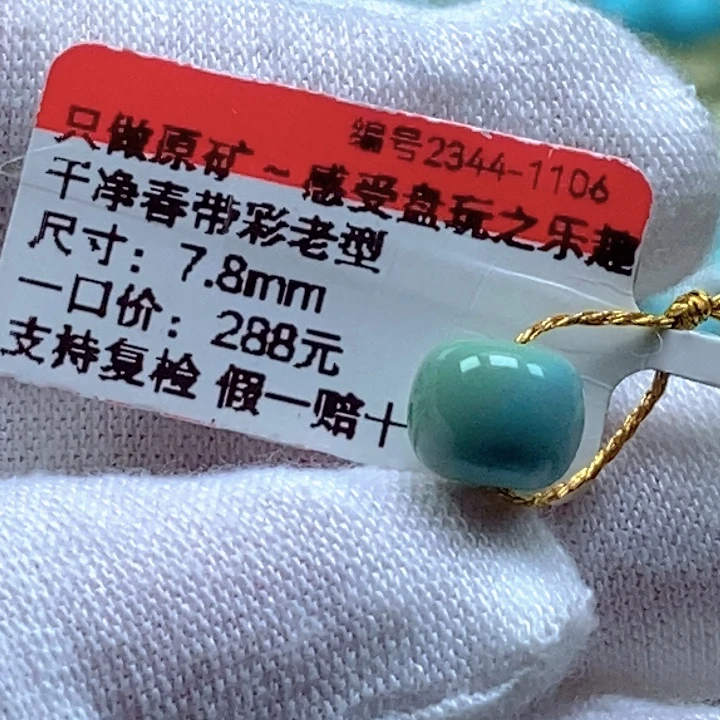 编号2344-1106
只做原矿~感受盘玩之乐趣
干净春带彩老型
尺寸：7.8mm
一口价：288元
支持复检 假一赔十